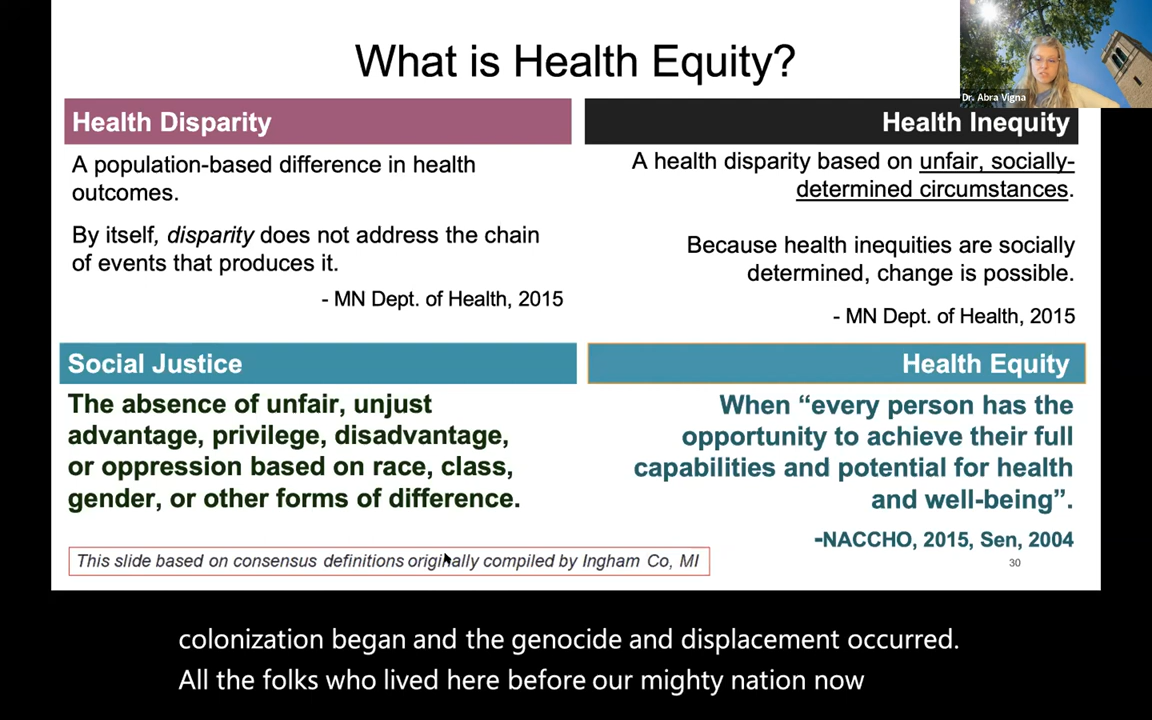 What is Health Equity?
Dr. Abra Vigna
Health Disparity
A population-based difference in health
outcomes.
By itself, disparity does not address the chain
of events that produces it.
- MN Dept. of Health, 2015
Health Inequity
A health disparity based on unfair, socially-
determined circumstances.
Because health inequities are socially
determined, change is possible.
- MN Dept. of Health, 2015
Social Justice
The absence of unfair, unjust
advantage, privilege, disadvantage,
or oppression based on race, class,
gender, or other forms of difference.
Health Equity
When “every person has the
opportunity to achieve their full
capabilities and potential for health
and well-being”.
-NACCHO, 2015, Sen, 2004
This slide based on consensus definitions originally compiled by Ingham Co, MI
30
colonization began and the genocide and displacement occurred.
All the folks who lived here before our mighty nation now